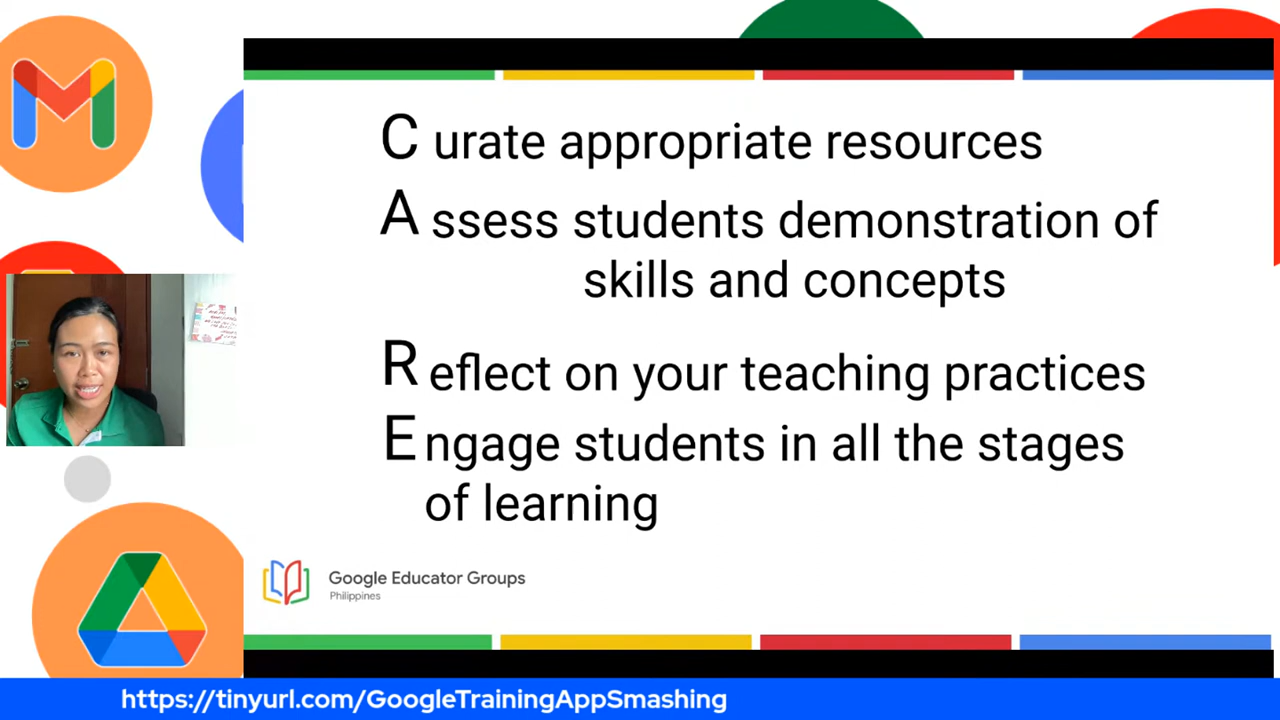 C urate appropriate resources
A ssess students demonstration of
skills and concepts
R eflect on your teaching practices
E ngage students in all the stages
of learning
Google Educator Groups
Philippines
https://tinyurl.com/GoogleTrainingAppSmashing